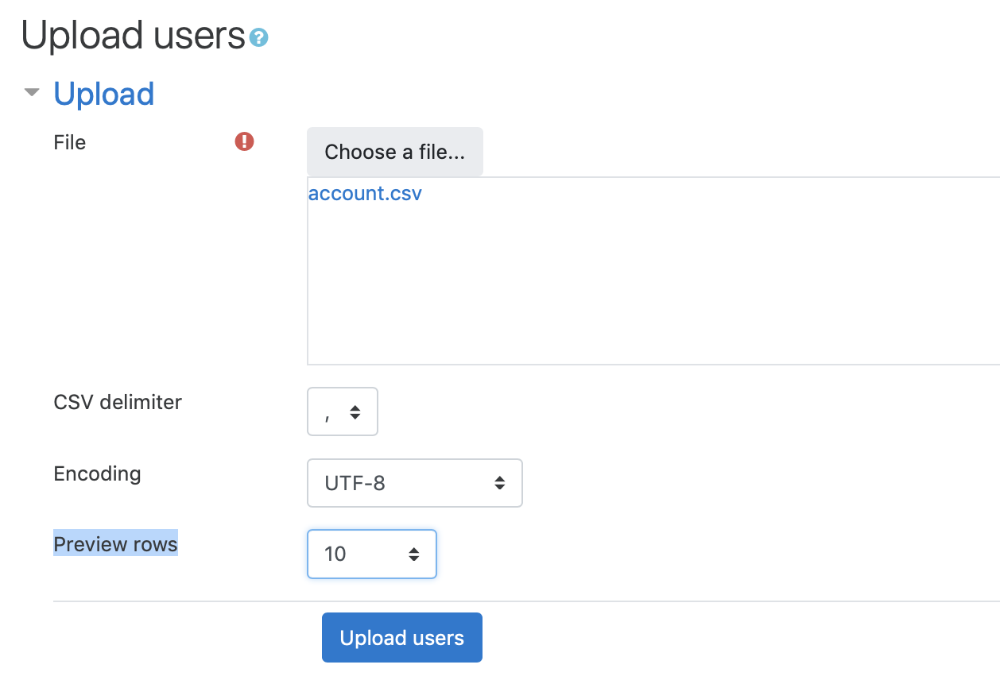 Upload users
Upload
File
Choose a file...
account.csv
CSV delimiter
,
Encoding
UTF-8
Preview rows
10
Upload users